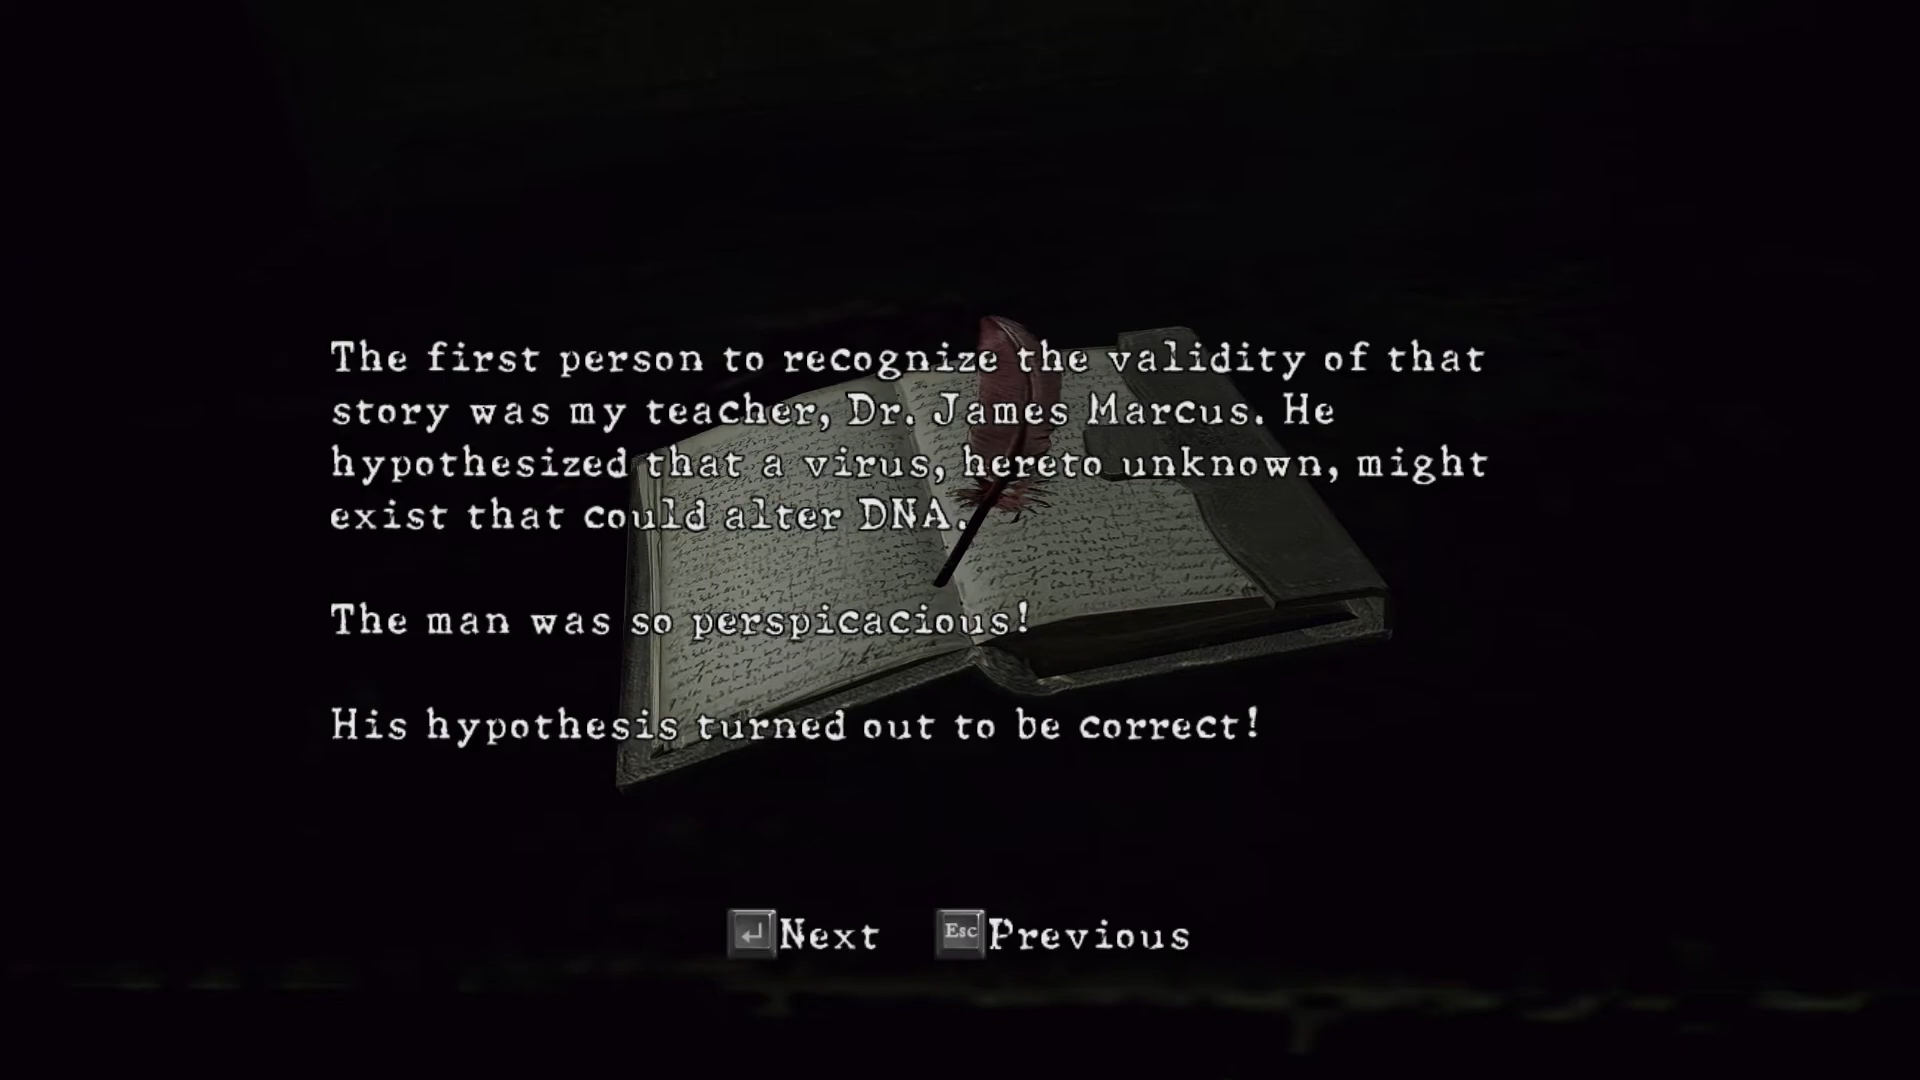 The first person to recognize the validity of that
story was my teacher, Dr. James Marcus. He
hypothesized that a virus, hereto unknown, might
exist that could alter DNA.
The man was so perspicacious!
His hypothesis turned out to be correct!
Next Esc Previous